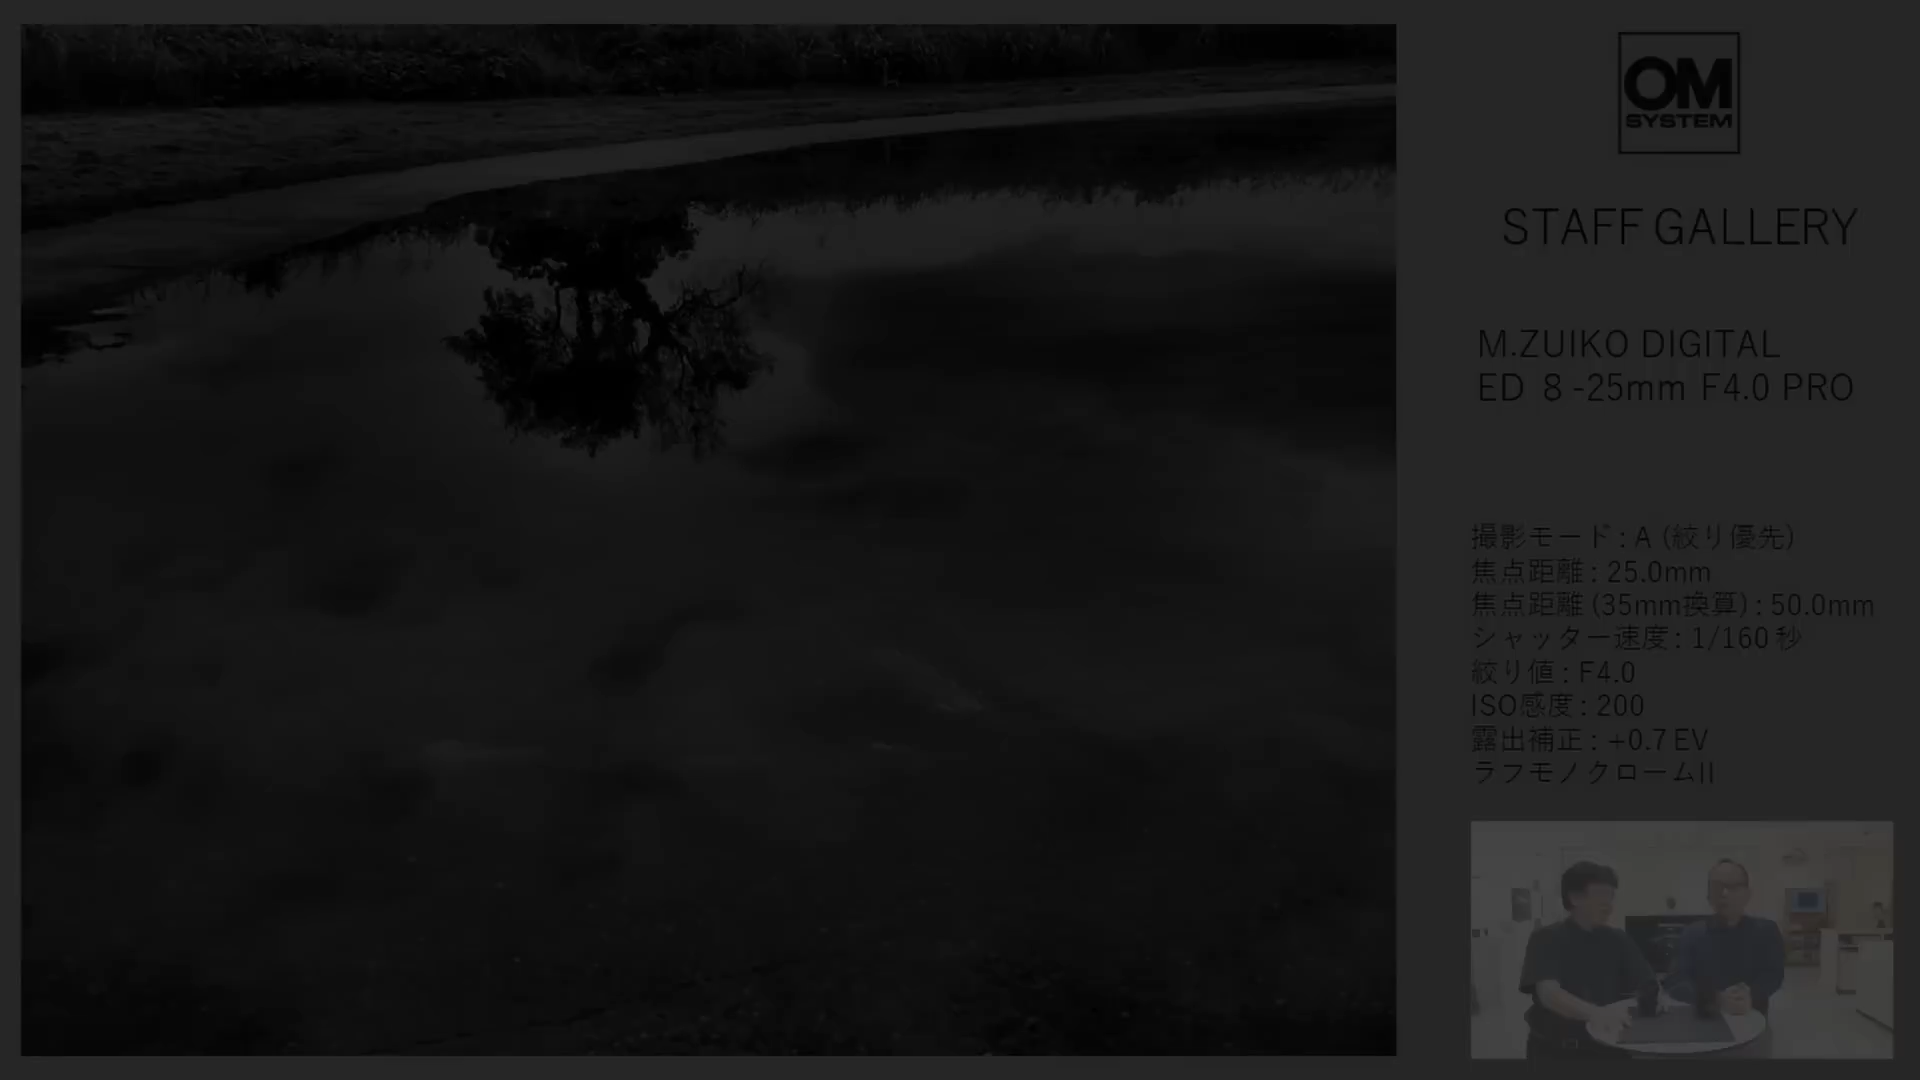 OM
SYSTEM
STAFF GALLERY
M.ZUIKO DIGITAL
ED 8 -25mm F4.0 PRO
撮影モード : A (絞り優先)
焦点距離 : 25.0mm
焦点距離 (35mm換算) : 50.0mm
シャッター速度 : 1/160 秒
絞り値 : F4.0
ISO感度 : 200
露出補正 : +0.7 EV
ラフモノクロームII